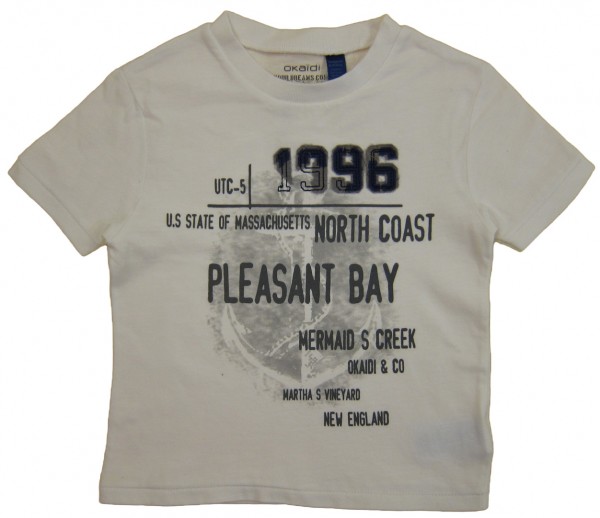 OKAIDI
UTC-5 1996
U.S STATE OF MASSACHUSETTS NORTH COAST
PLEASANT BAY
MERMAID S CREEK
OKAIDI & CO
MARTHA S VINEYARD
NEW ENGLAND